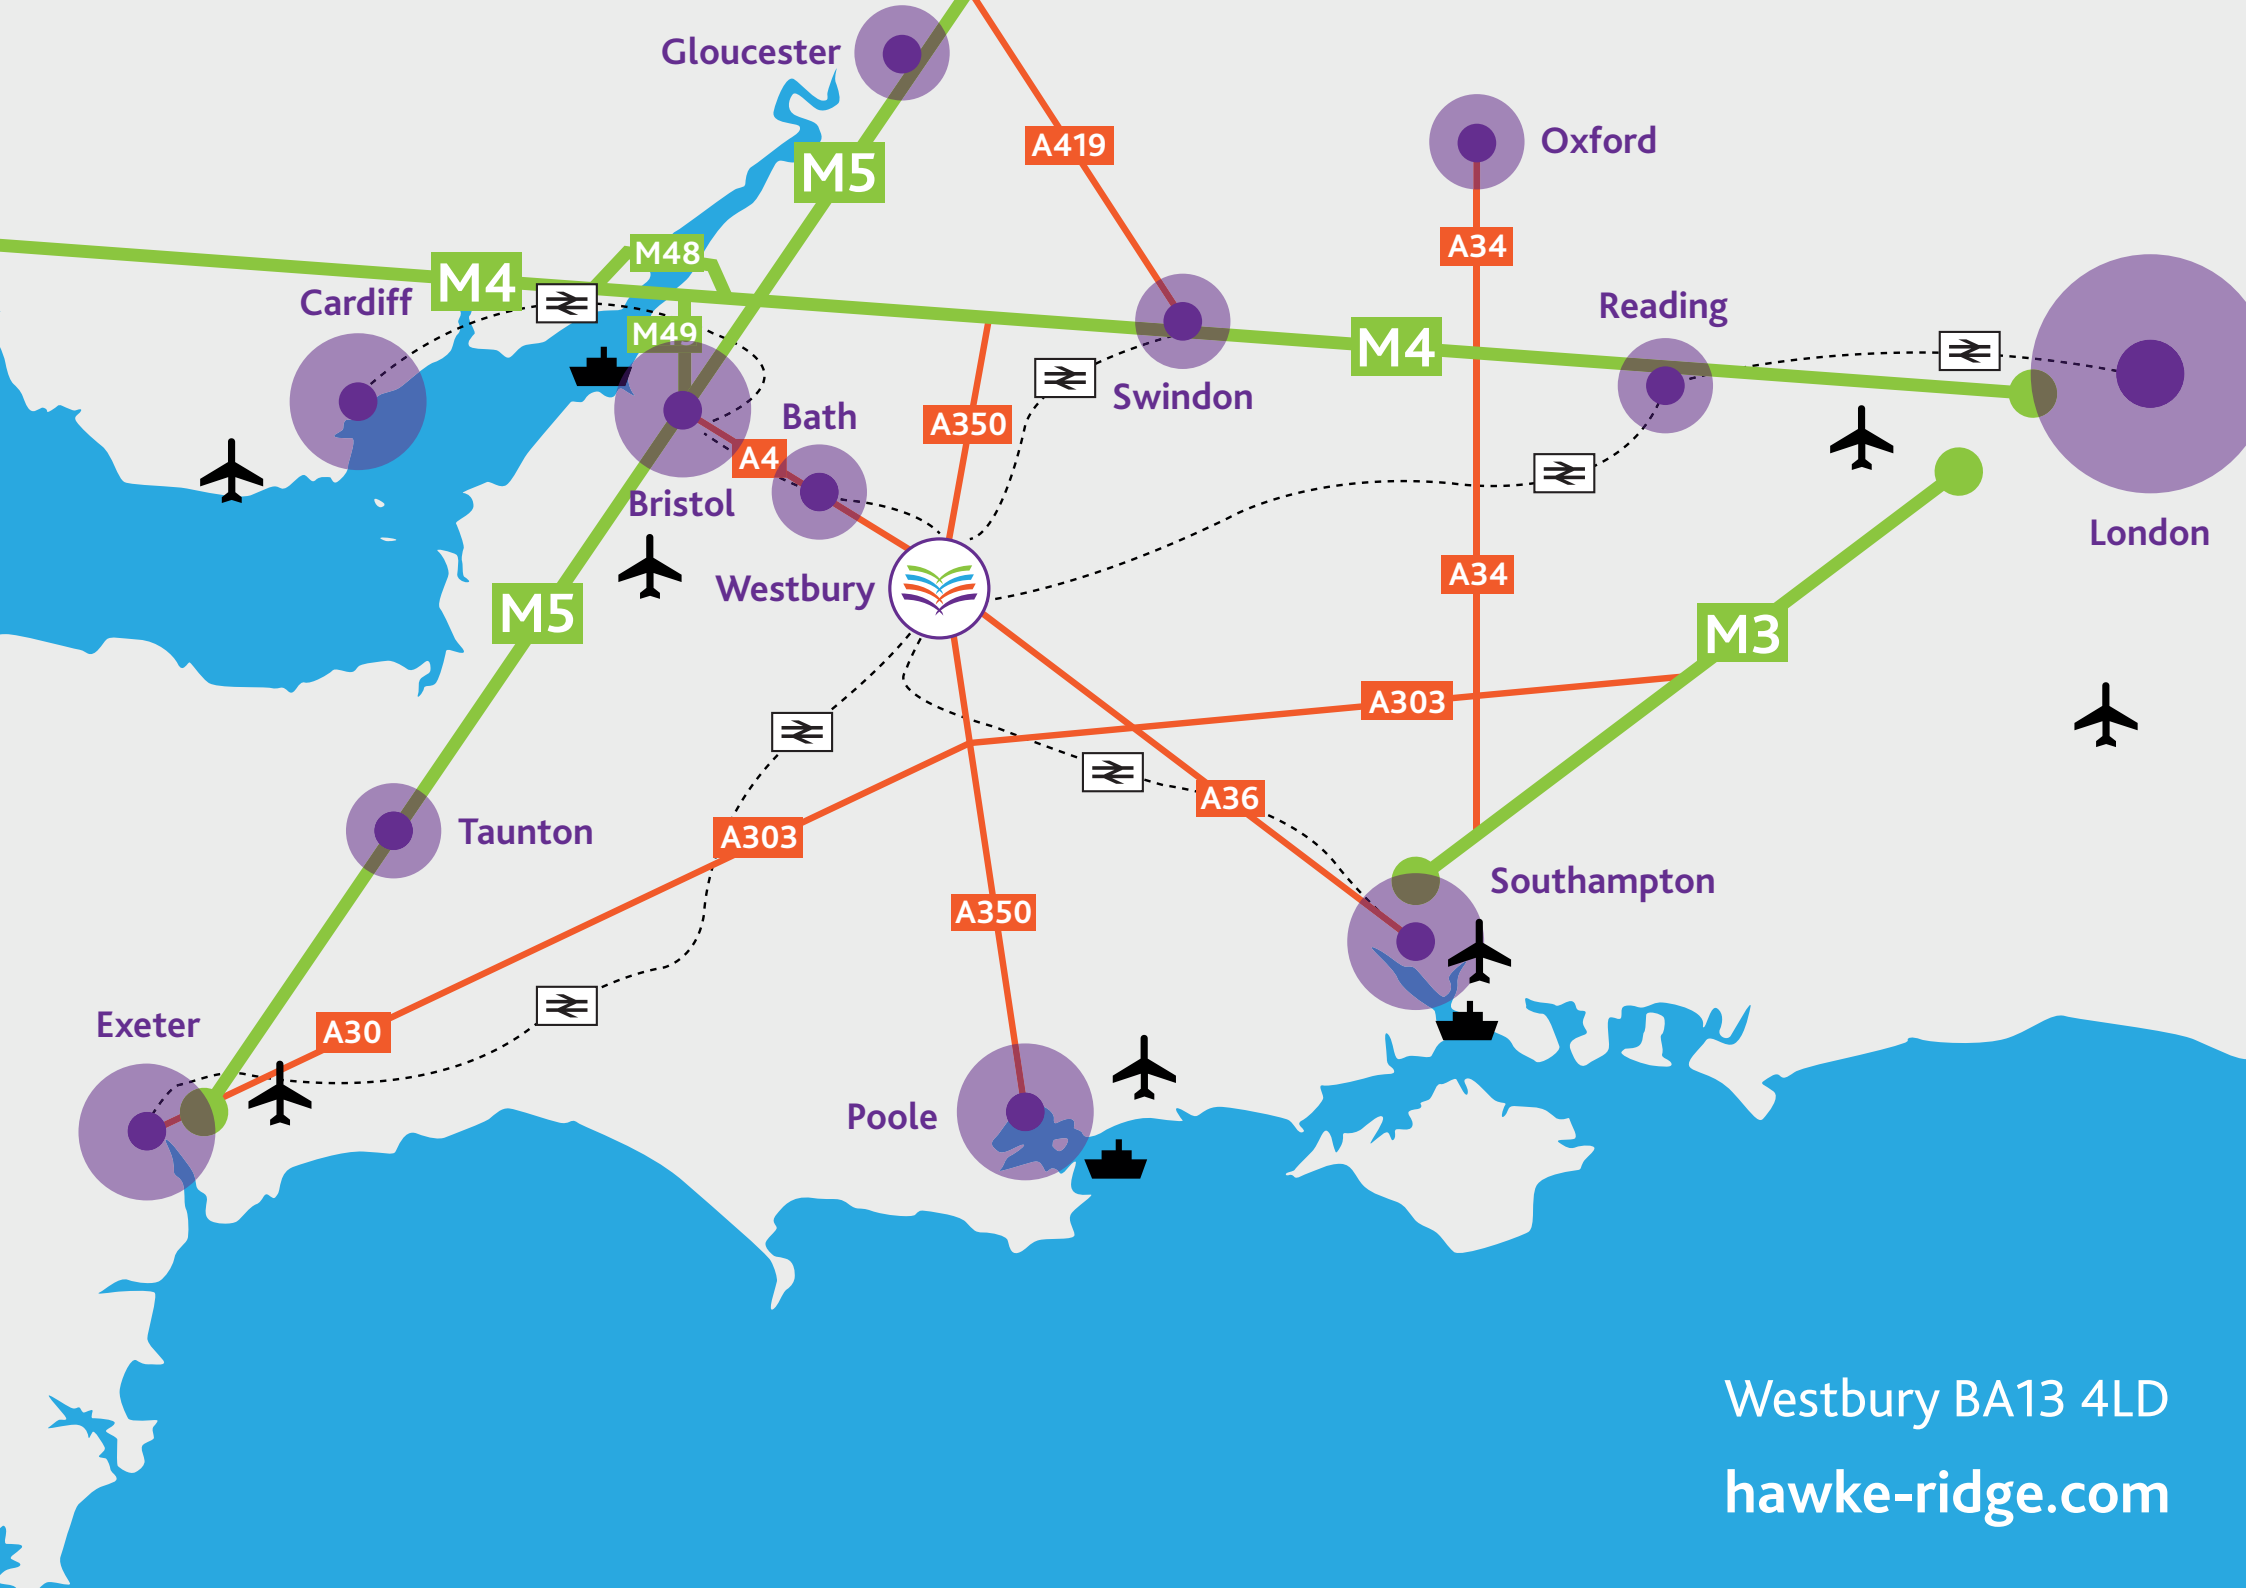 Gloucester
A419
Oxford
M5
A34
M48
M4
Cardiff
Reading
M49
M4
Swindon
Bath
A350
A4
Bristol
London
A34
Westbury
M5
M3
A303
A36
Taunton
A303
Southampton
A350
Exeter
A30
Poole
Westbury BA13 4LD
hawke-ridge.com